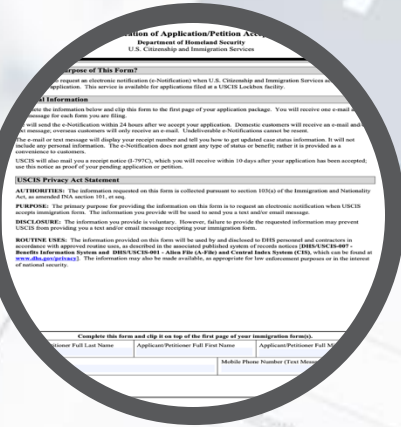 ation of Application/Petition Acc
Department of Homeland Security
U.S. Citizenship and Immigration Services
urpose of This Form?
to request an electronic notification (e-Notification) when U.S. Citizenship and Immigration Services
application. This service is available for applications filed at a USCIS Lockbox facility.
al Information
lete the information below and clip this form to the first page of your application package. You will receive one e-mail
message for each form you are filing.
will send the e-Notification within 24 hours after we accept your application. Domestic customers will receive an e-mail and
text message; overseas customers will only receive an e-mail. Undeliverable e-Notifications cannot be resent.
The e-mail or text message will display your receipt number and tell you how to get updated case status information. It will not
include any personal information. The e-Notification does not grant any type of status or benefit; rather it is provided as a
convenience to customers.
USCIS will also mail you a receipt notice (I-797C), which you will receive within 10 days after your application has been accepted;
use this notice as proof of your pending application or petition.
USCIS Privacy Act Statement
AUTHORITIES: The information requested on this form is collected pursuant to section 103(a) of the Immigration and Nationality
Act, as amended INA section 101, et seq.
PURPOSE: The primary purpose for providing the information on this form is to request an electronic notification when USCIS
accepts immigration form. The information you provide will be used to send you a text and/or email message.
DISCLOSURE: The information you provide is voluntary. However, failure to provide the requested information may prevent
USCIS from providing you a text and/or email message receipting your immigration form.
ROUTINE USES: The information provided on this form will be used by and disclosed to DHS personnel and contractors in
accordance with approved routine uses, as described in the associated published system of records notices [DHS/USCIS-007 -
Benefits Information System and DHS/USCIS-001 - Alien File (A-File) and Central Index System (CIS), which can be found at
www.dhs.gov/privacy]. The information may also be made available, as appropriate for law enforcement purposes or in the interest
of national security.
Complete this form and clip it on top of the first page of your immigration form(s).
titioner Full Last Name
Applicant/Petitioner Full First Name
Applicant/Petitioner Full Mi
Mobile Phone Number (Text Messa